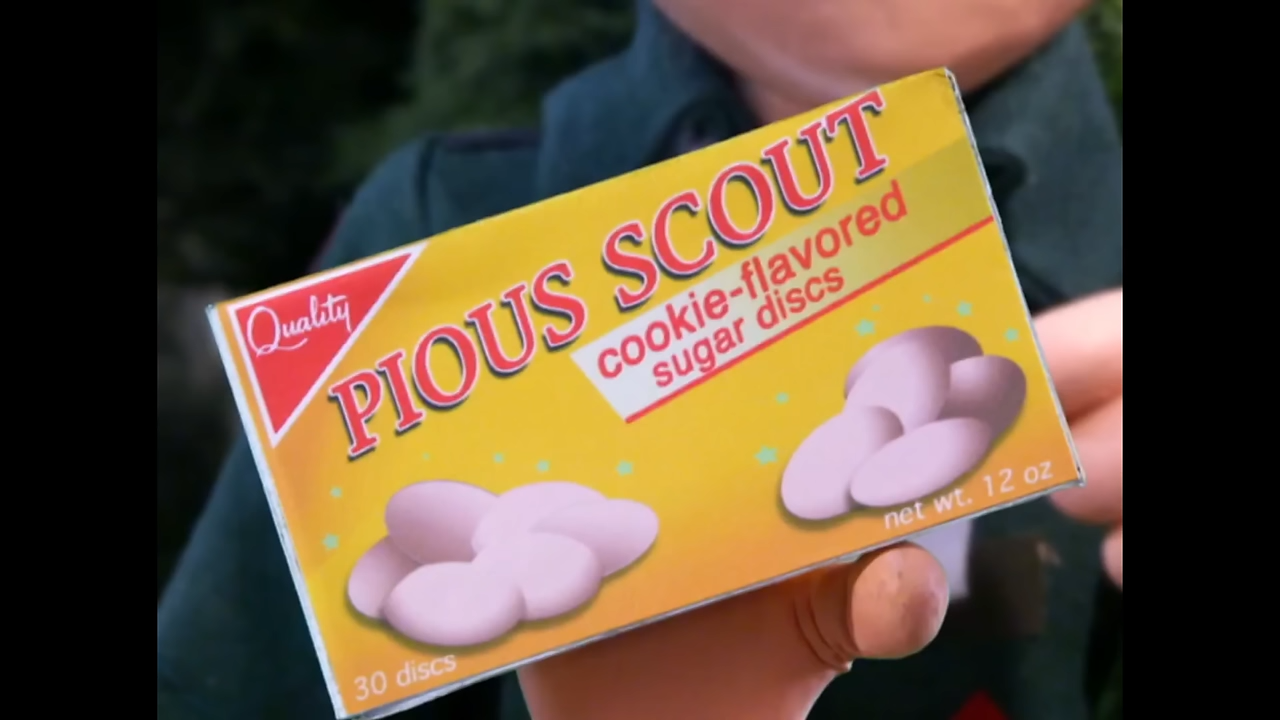 Quality
PIOUS SCOUT
cookie-flavored
sugar discs
net wt. 12 oz
30 discs